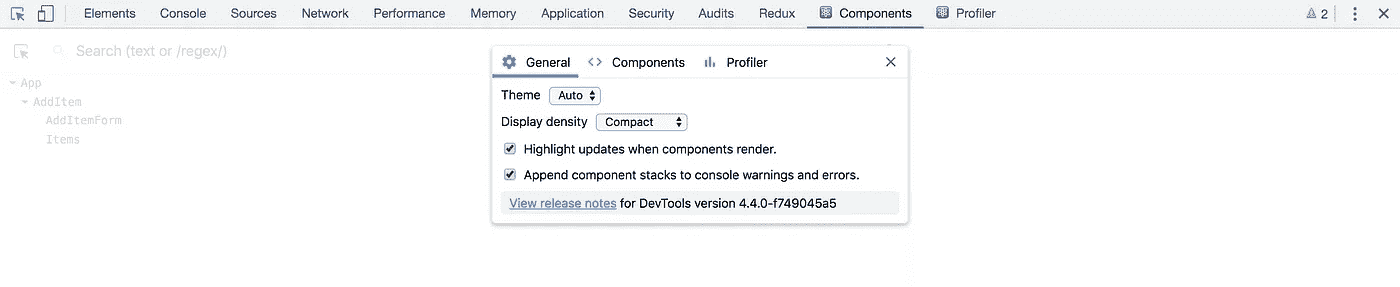 Elements Console Sources Network Performance Memory Application Security Audits Redux Components Profiler 2
Search (text or /regex/)
App
AddItem
AddItemForm
Items
General Components Profiler
Theme Auto
Display density Compact
Highlight updates when components render.
Append component stacks to console warnings and errors.
View release notes for DevTools version 4.4.0-f749045a5